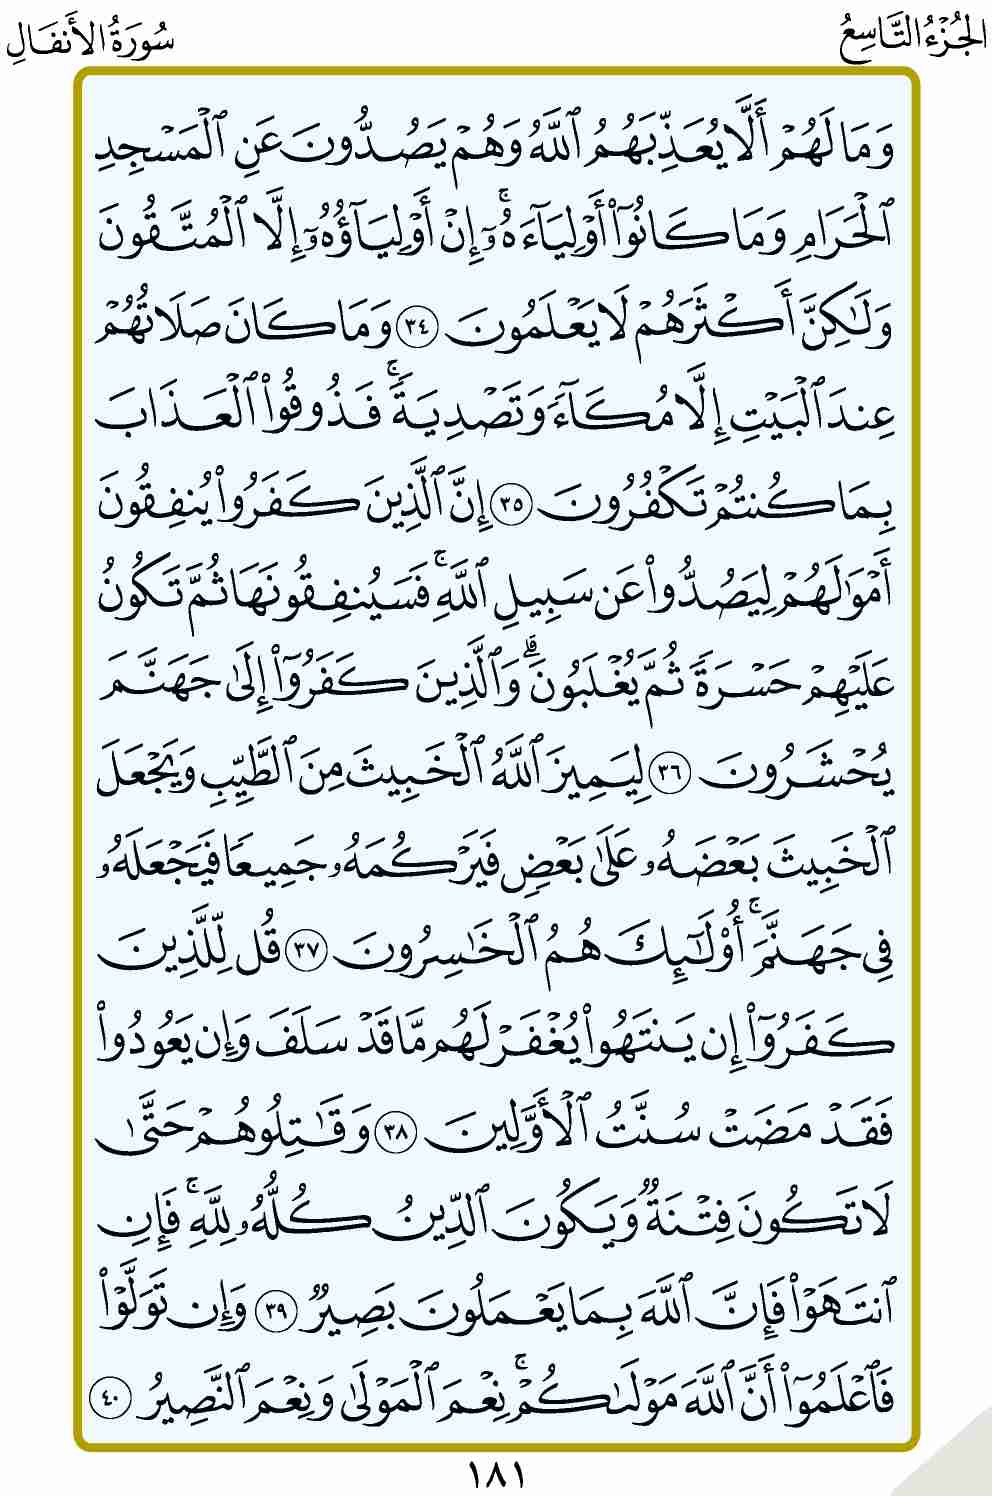 الجُزْءُ التَّاسِعُ
سُورَةُ الأَنفَالِ
وَمَا لَهُمْ أَلَّا يُعَذِّبَهُمُ ٱللَّهُ وَهُمْ يَصُدُّونَ عَنِ ٱلْمَسْجِدِ
ٱلْحَرَامِ وَمَا كَانُوٓا۟ أَوْلِيَآءَهُۥٓ ۚ إِنْ أَوْلِيَآؤُهُۥٓ إِلَّا ٱلْمُتَّقُونَ
وَلَٰكِنَّ أَكْثَرَهُمْ لَا يَعْلَمُونَ ٣٤ وَمَا كَانَ صَلَاتُهُمْ
عِندَ ٱلْبَيْتِ إِلَّا مُكَآءً وَتَصْدِيَةً ۚ فَذُوقُوا۟ ٱلْعَذَابَ
بِمَا كُنتُمْ تَكْفُرُونَ ٣٥ إِنَّ ٱلَّذِينَ كَفَرُوا۟ يُنفِقُونَ
أَمْوَٰلَهُمْ لِيَصُدُّوا۟ عَن سَبِيلِ ٱللَّهِ ۚ فَسَيُنفِقُونَهَا ثُمَّ تَكُونُ
عَلَيْهِمْ حَسْرَةً ثُمَّ يُغْلَبُونَ ۗ وَٱلَّذِينَ كَفَرُوٓا۟ إِلَىٰ جَهَنَّمَ
يُحْشَرُونَ ٣٦ لِيَمِيزَ ٱللَّهُ ٱلْخَبِيثَ مِنَ ٱلطَّيِّبِ وَيَجْعَلَ
ٱلْخَبِيثَ بَعْضَهُۥ عَلَىٰ بَعْضٍ فَيَرْكُمَهُۥ جَمِيعًا فَيَجْعَلَهُۥ
فِى جَهَنَّمَ ۚ أُو۟لَٰٓئِكَ هُمُ ٱلْخَٰسِرُونَ ٣٧ قُل لِّلَّذِينَ
كَفَرُوٓا۟ إِن يَنتَهُوا۟ يُغْفَرْ لَهُم مَّا قَدْ سَلَفَ وَإِن يَعُودُوا۟
فَقَدْ مَضَتْ سُنَّتُ ٱلْأَوَّلِينَ ٣٨ وَقَٰتِلُوهُمْ حَتَّىٰ
لَا تَكُونَ فِتْنَةٌ وَيَكُونَ ٱلدِّينُ كُلُّهُۥ لِلَّهِ ۚ فَإِنِ
ٱنتَهَوْا۟ فَإِنَّ ٱللَّهَ بِمَا يَعْمَلُونَ بَصِيرٌ ٣٩ وَإِن تَوَلَّوْا۟
فَٱعْلَمُوٓا۟ أَنَّ ٱللَّهَ مَوْلَىٰكُمْ ۚ نِعْمَ ٱلْمَوْلَىٰ وَنِعْمَ ٱلنَّصِيرُ ٤٠
١٨١